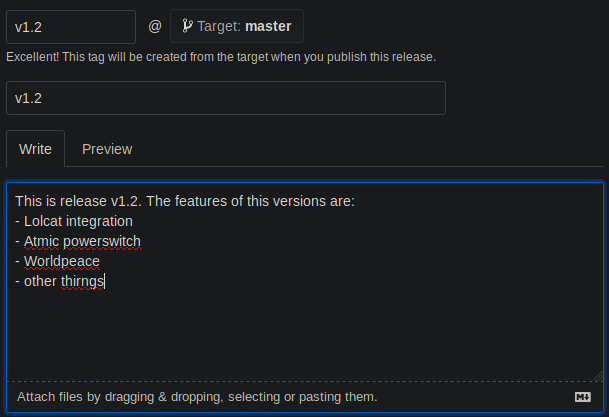 v1.2 @ Target: master
Excellent! This tag will be created from the target when you publish this release.
v1.2
Write Preview
This is release v1.2. The features of this versions are:
- Lolcat integration
- Atmic powerswitch
- Worldpeace
- other thirngs
Attach files by dragging & dropping, selecting or pasting them.